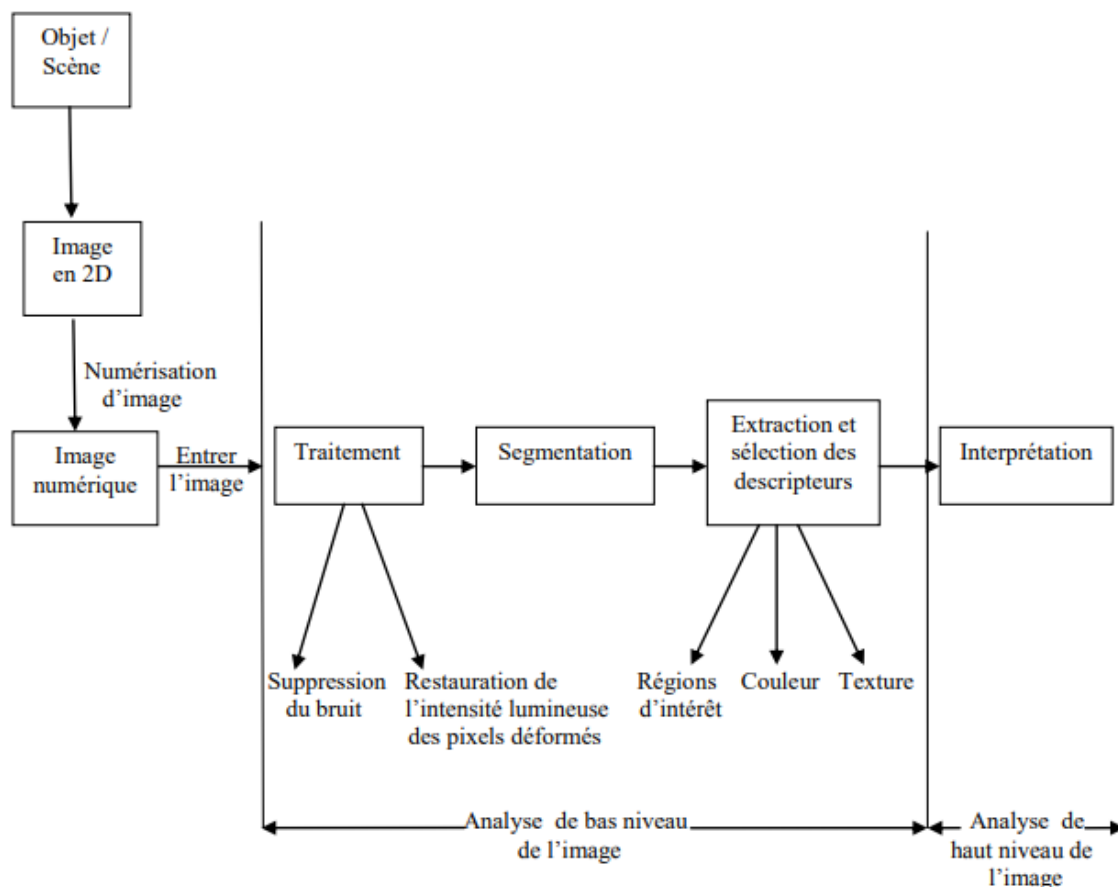 Objet /
Scène
Image
en 2D
Numérisation
d'image
Image
numérique
Entrer
l'image
Traitement
Segmentation
Extraction et
sélection des
descripteurs
Interprétation
Suppression
du bruit
Restauration de
l'intensité lumineuse
des pixels déformés
Régions
d'intérêt
Couleur
Texture
Analyse de bas niveau
de l'image
Analyse de
haut niveau de
l'image